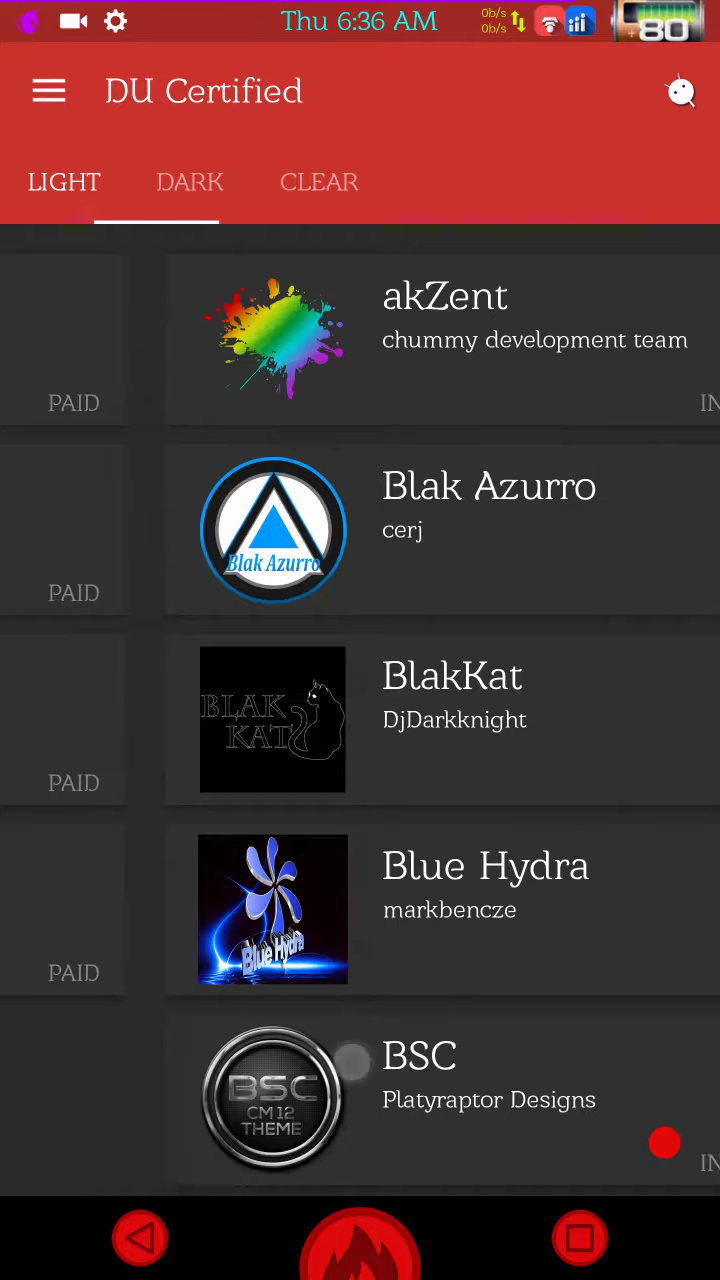 Thu 6:36 AM
0b/s
0b/s
+80
DU Certified
LIGHT DARK CLEAR
akZent
chummy development team
PAID
IN
Blak Azurro
Blak Azurro
cerj
PAID
BLAK
KAT
BlakKat
DjDarkknight
PAID
Blue Hydra
Blue Hydra
markbencze
PAID
BSC
CM12
THEME
BSC
Platyraptor Designs
IN